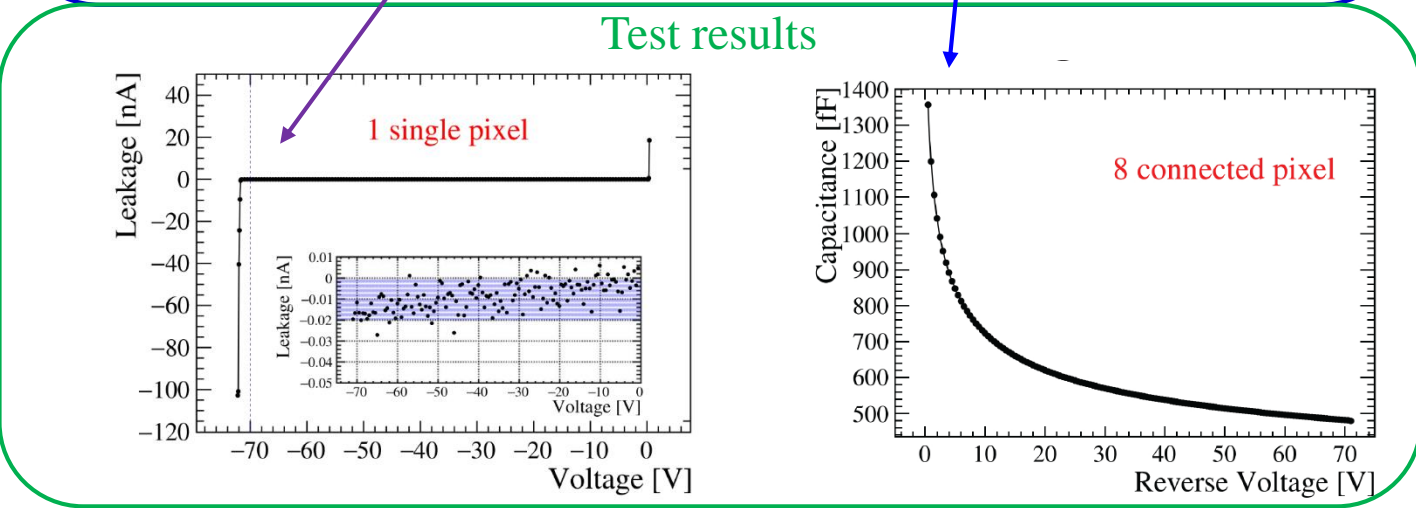 Test results
Leakage [nA]
40
20
0
−20
−40
−60
−80
−100
−120
1 single pixel
Leakage [nA]
0.01
0
−0.01
−0.02
−0.03
−0.04
−0.05
−70 −60 −50 −40 −30 −20 −10 0
Voltage [V]
−70 −60 −50 −40 −30 −20 −10 0
Voltage [V]
Capacitance [fF]
1400
1300
1200
1100
1000
900
800
700
600
500
8 connected pixel
0 10 20 30 40 50 60 70
Reverse Voltage [V]